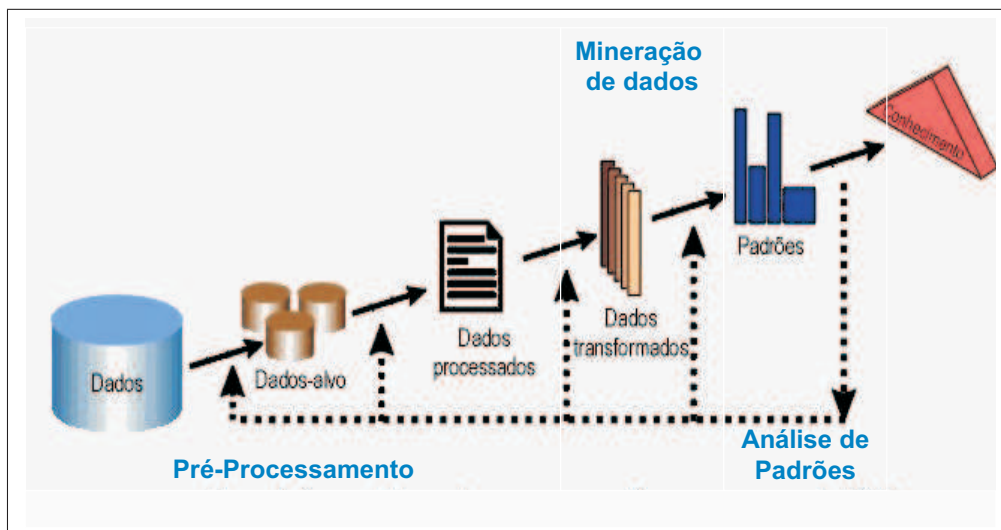 Mineração
de dados
Conhecimento
Padrões
Dados
processados
Dados
transformados
Dados
Dados-alvo
Pré-Processamento
Análise de
Padrões